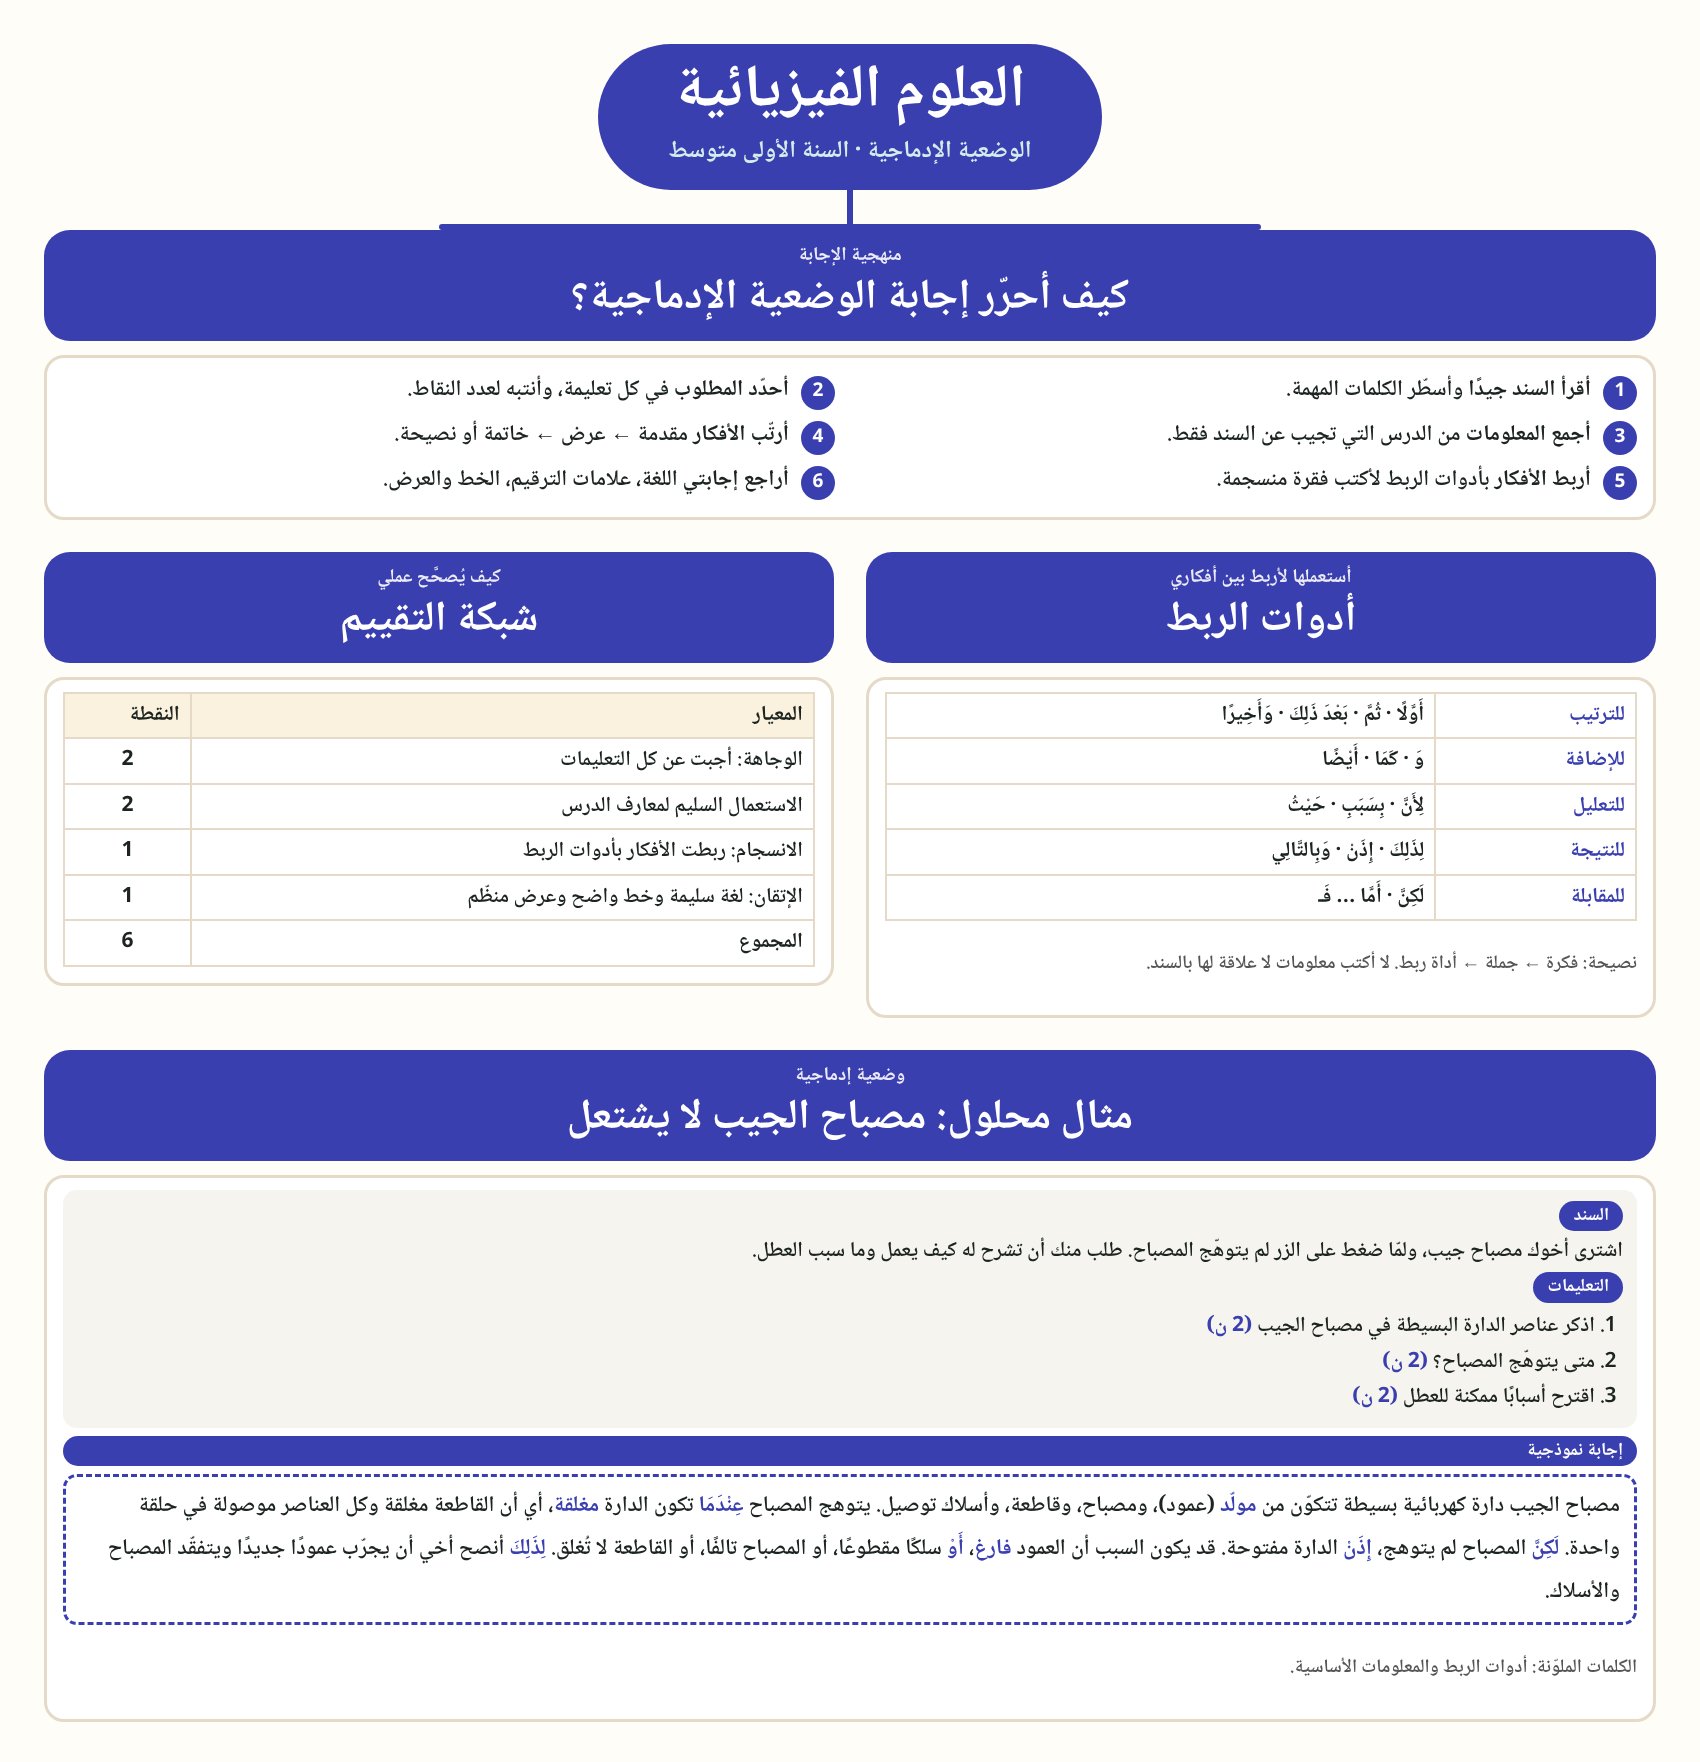 العلوم الفيزيائية
الوضعية الإدماجية · السنة الأولى متوسط
منهجية الإجابة
كيف أحرّر إجابة الوضعية الإدماجية؟
1 أقرأ السند جيدًا وأسطّر الكلمات المهمة.
2 أحدّد المطلوب في كل تعليمة، وأنتبه لعدد النقاط.
3 أجمع المعلومات من الدرس التي تجيب عن السند فقط.
4 أرتّب الأفكار مقدمة ← عرض ← خاتمة أو نصيحة.
5 أربط الأفكار بأدوات الربط لأكتب فقرة منسجمة.
6 أراجع إجابتي اللغة، علامات الترقيم، الخط والعرض.
أستعملها لأربط بين أفكاري
أدوات الربط
للترتيب أَوَّلًا · ثُمَّ · بَعْدَ ذَلِكَ · وَأَخِيرًا
للإضافة وَ · كَمَا · أَيْضًا
للتعليل لِأَنَّ · بِسَبَبِ · حَيْثُ
للنتيجة لِذَلِكَ · إِذَنْ · وَبِالتَّالِي
للمقابلة لَكِنَّ · أَمَّا ... فَـ
نصيحة: فكرة ← جملة ← أداة ربط. لا أكتب معلومات لا علاقة لها بالسند.
كيف يُصحَّح عملي
شبكة التقييم
المعيار النقطة
الوجاهة: أجبت عن كل التعليمات 2
الاستعمال السليم لمعارف الدرس 2
الانسجام: ربطت الأفكار بأدوات الربط 1
الإتقان: لغة سليمة وخط واضح وعرض منظّم 1
المجموع 6
وضعية إدماجية
مثال محلول: مصباح الجيب لا يشتعل
السند
اشترى أخوك مصباح جيب، ولمّا ضغط على الزر لم يتوهّج المصباح. طلب منك أن تشرح له كيف يعمل وما سبب العطل.
التعليمات
1. اذكر عناصر الدارة البسيطة في مصباح الجيب (2 ن)
2. متى يتوهّج المصباح؟ (2 ن)
3. اقترح أسبابًا ممكنة للعطل (2 ن)
إجابة نموذجية
مصباح الجيب دارة كهربائية بسيطة تتكوّن من مولّد (عمود)، ومصباح، وقاطعة، وأسلاك توصيل. يتوهج المصباح عِنْدَمَا تكون الدارة مغلقة، أي أن القاطعة مغلقة وكل العناصر موصولة في حلقة
واحدة. لَكِنَّ المصباح لم يتوهج، إِذَنْ الدارة مفتوحة. قد يكون السبب أن العمود فارغ، أَوْ سلكًا مقطوعًا، أو المصباح تالفًا، أو القاطعة لا تُغلق. لِذَلِكَ أنصح أخي أن يجرّب عمودًا جديدًا ويتفقّد المصباح
والأسلاك.
الكلمات الملوّنة: أدوات الربط والمعلومات الأساسية.